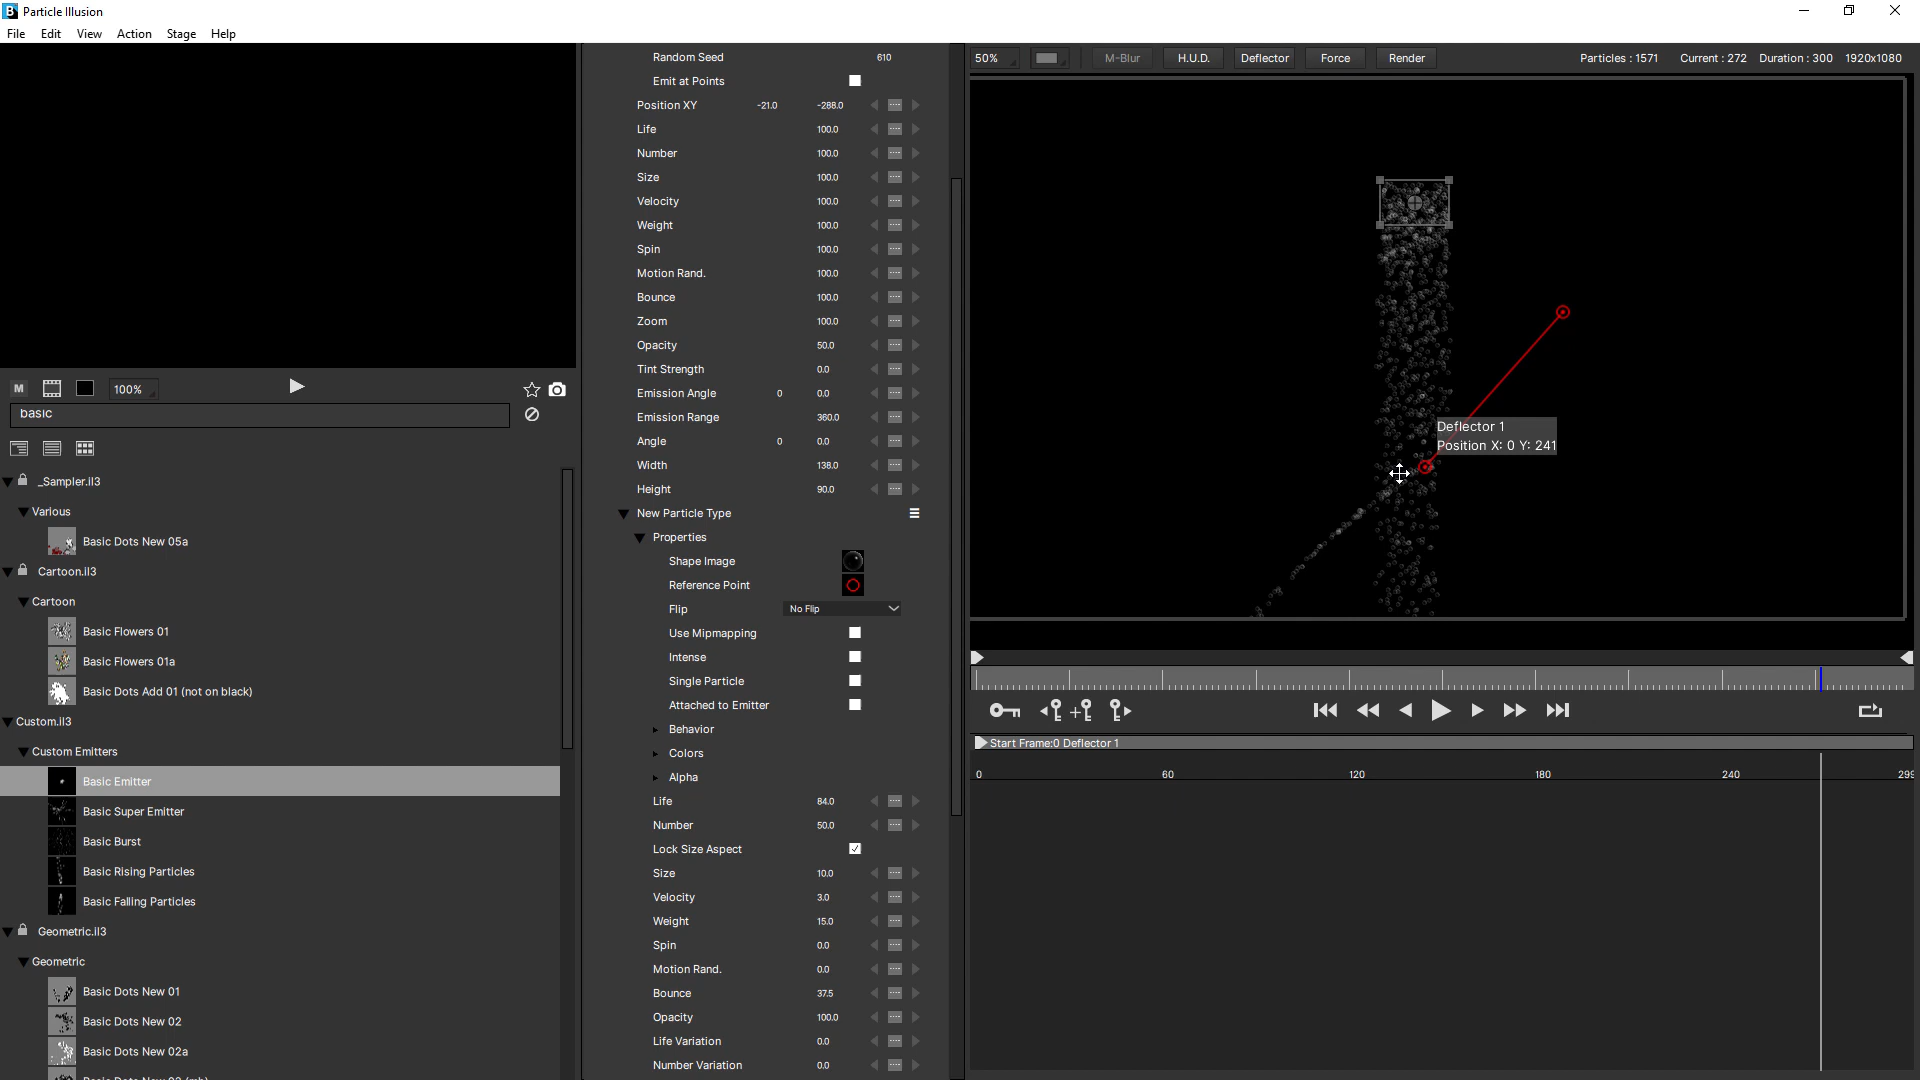 Particle Illusion
File Edit View Action Stage Help
M 100%
basic
_Sampler.il3
Various
Basic Dots New 05a
Cartoon.il3
Cartoon
Basic Flowers 01
Basic Flowers 01a
Basic Dots Add 01 (not on black)
Custom.il3
Custom Emitters
Basic Emitter
Basic Super Emitter
Basic Burst
Basic Rising Particles
Basic Falling Particles
Geometric.il3
Geometric
Basic Dots New 01
Basic Dots New 02
Basic Dots New 02a
Random Seed 610
Emit at Points
Position XY -21.0 -288.0
Life 100.0
Number 100.0
Size 100.0
Velocity 100.0
Weight 100.0
Spin 100.0
Motion Rand. 100.0
Bounce 100.0
Zoom 100.0
Opacity 50.0
Tint Strength 0.0
Emission Angle 0 0.0
Emission Range 360.0
Angle 0 0.0
Width 138.0
Height 90.0
New Particle Type
Properties
Shape Image
Reference Point
Flip No Flip
Use Mipmapping
Intense
Single Particle
Attached to Emitter
Behavior
Colors
Alpha
Life 84.0
Number 50.0
Lock Size Aspect
Size 10.0
Velocity 3.0
Weight 15.0
Spin 0.0
Motion Rand. 0.0
Bounce 37.5
Opacity 100.0
Life Variation 0.0
Number Variation 0.0
50% M-Blur H.U.D. Deflector Force Render Particles : 1571 Current : 272 Duration : 300 1920x1080
Deflector 1
Position X: 0 Y: 241
Start Frame:0 Deflector 1
0 60 120 180 240 299